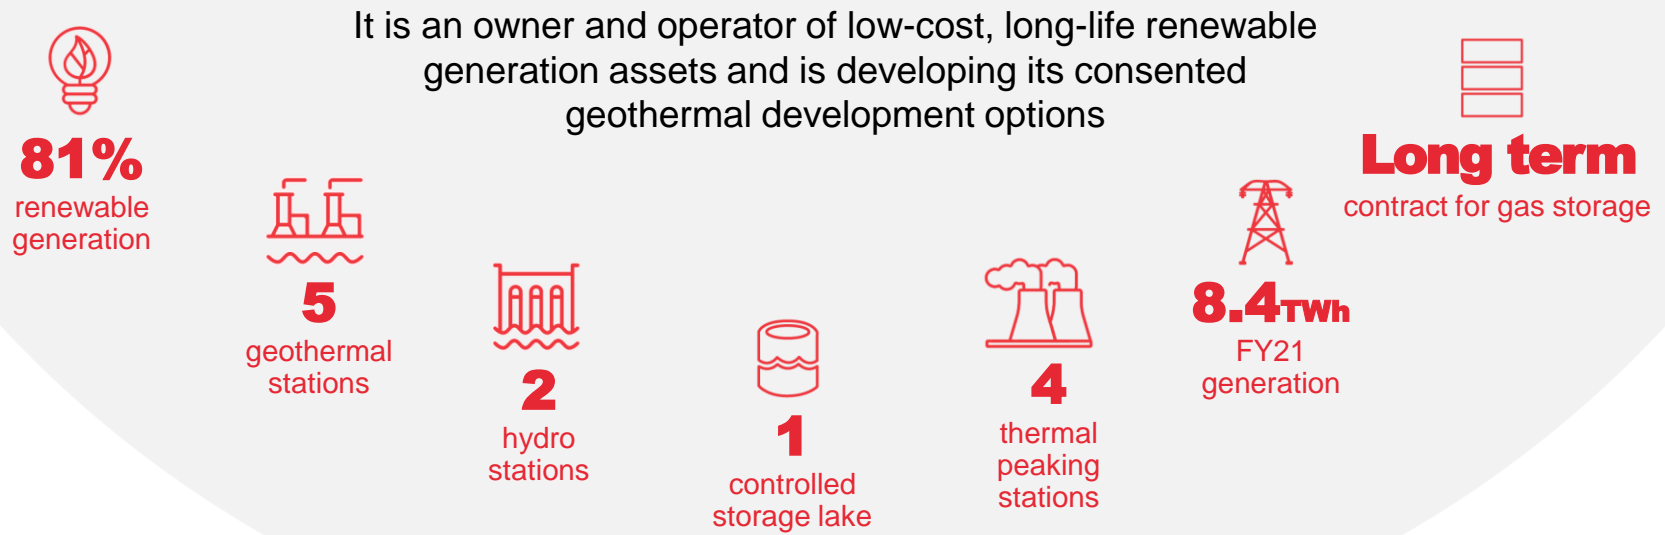 It is an owner and operator of low-cost, long-life renewable
generation assets and is developing its consented
geothermal development options
81%
renewable
generation
5
geothermal
stations
2
hydro
stations
1
controlled
storage lake
4
thermal
peaking
stations
8.4TWh
FY21
generation
Long term
contract for gas storage